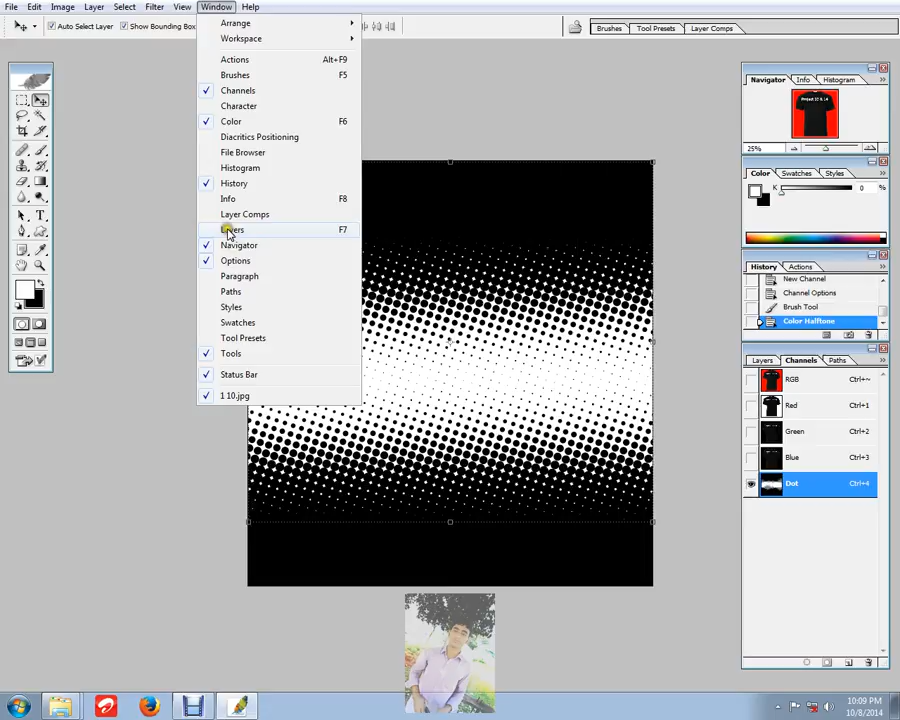 File Edit Image Layer Select Filter View Window Help
Auto Select Layer Show Bounding Box
Brushes Tool Presets Layer Comps
Arrange
Workspace
Actions Alt+F9
Brushes F5
Channels
Character
Color F6
Diacritics Positioning
File Browser
Histogram
History
Info F8
Layer Comps
Layers F7
Navigator
Options
Paragraph
Paths
Styles
Swatches
Tool Presets
Tools
Status Bar
1 10.jpg
Navigator Info Histogram
25%
Color Swatches Styles
K 0 %
History Actions
New Channel
Channel Options
Brush Tool
Color Halftone
Layers Channels Paths
RGB Ctrl+~
Red Ctrl+1
Green Ctrl+2
Blue Ctrl+3
Dot Ctrl+4
10:09 PM
10/8/2014